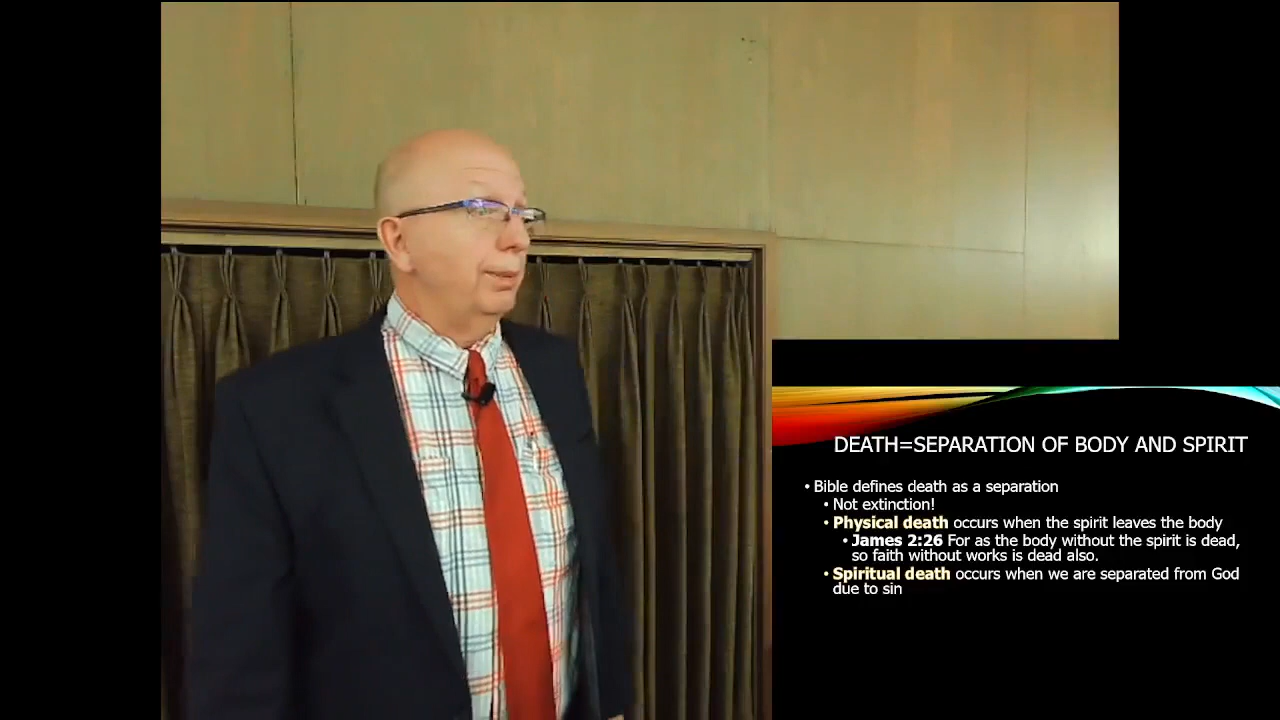 DEATH=SEPARATION OF BODY AND SPIRIT
• Bible defines death as a separation
• Not extinction!
• Physical death occurs when the spirit leaves the body
• James 2:26 For as the body without the spirit is dead,
so faith without works is dead also.
• Spiritual death occurs when we are separated from God
due to sin